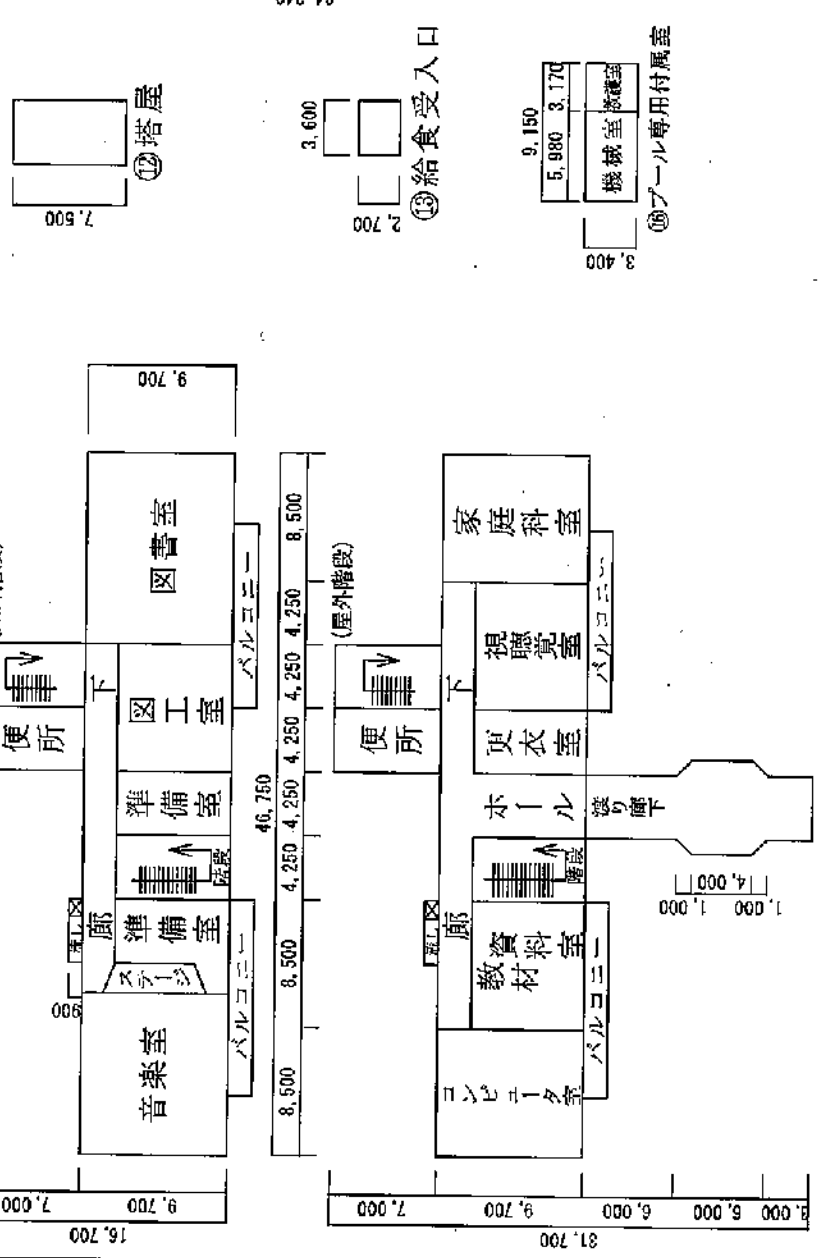 ⑫塔屋
7,500
3,600
2,700
⑬給食受入口
9,150
5,980
3,170
機械室
救護室
3,400
⑯プール専用付属室
便所
9,700
音楽室
ステージ
準備室
廊
下
流し図
900
階段
準備室
図工室
図書室
バルコニー
バルコニー
7,000
9,700
16,700
46,750
8,500
8,500
4,250
4,250
4,250
4,250
4,250
8,500
(屋外階段)
便所
コンピュータ室
教材
資料室
廊
下
流し図
階段
ホール
渡り廊下
更衣室
視聴覚室
家庭科室
バルコニー
バルコニー
1,000
4,000
1,000
7,000
9,700
6,000
31,700